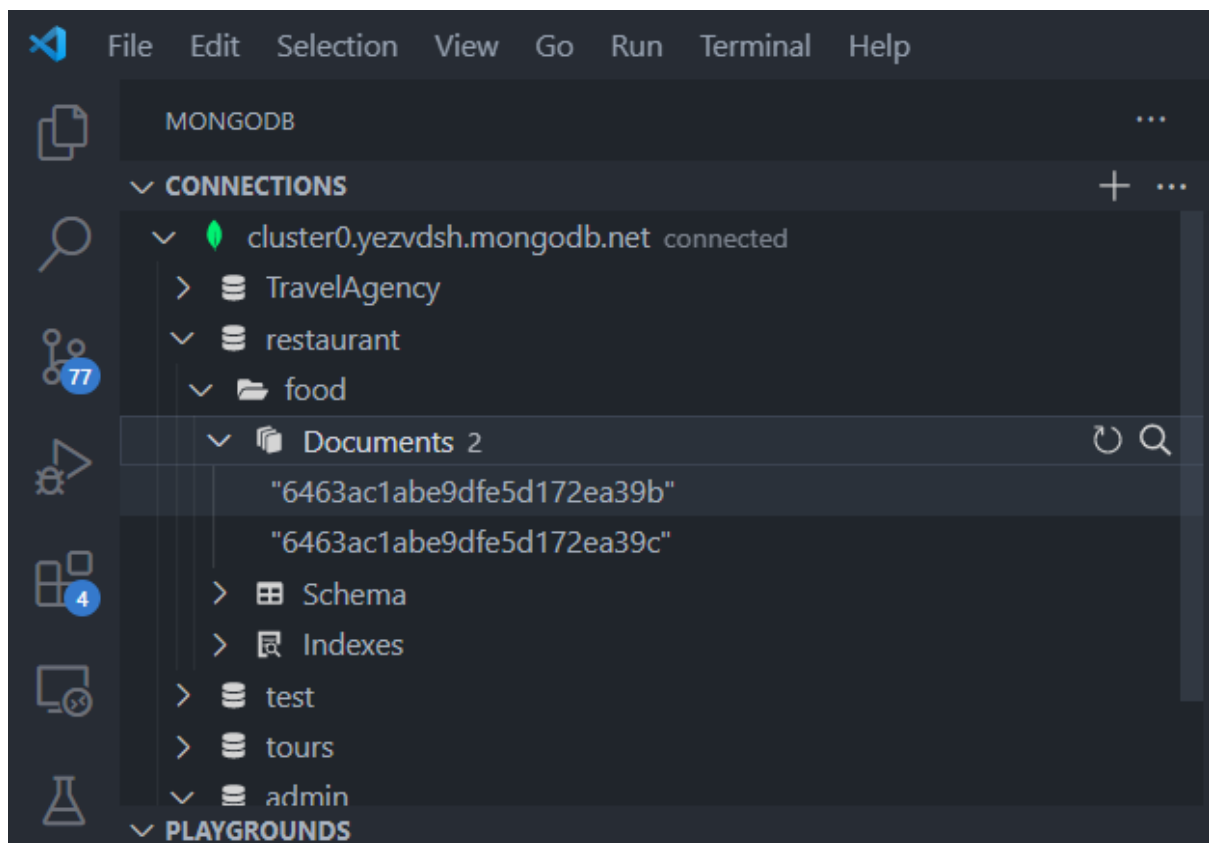 File Edit Selection View Go Run Terminal Help
MONGODB
CONNECTIONS
cluster0.yezvdsh.mongodb.net connected
TravelAgency
restaurant
77
food
Documents 2
"6463ac1abe9dfe5d172ea39b"
"6463ac1abe9dfe5d172ea39c"
4
Schema
Indexes
test
tours
admin
PLAYGROUNDS